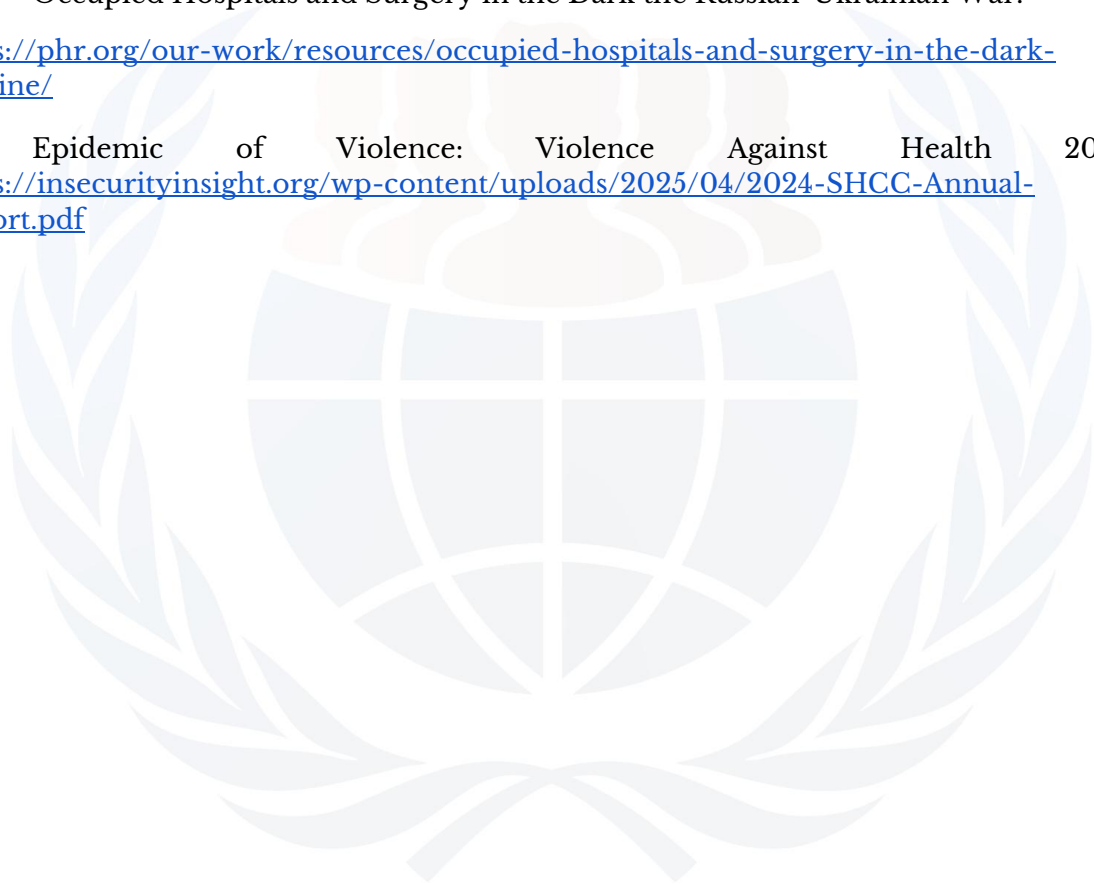 Occupied Hospitals and Surgery in the Dark the Russian-Ukrainian War.
s://phr.org/our-work/resources/occupied-hospitals-and-surgery-in-the-dark-
ine/
Epidemic of Violence: Violence Against Health 20
s://insecurityinsight.org/wp-content/uploads/2025/04/2024-SHCC-Annual-
ort.pdf